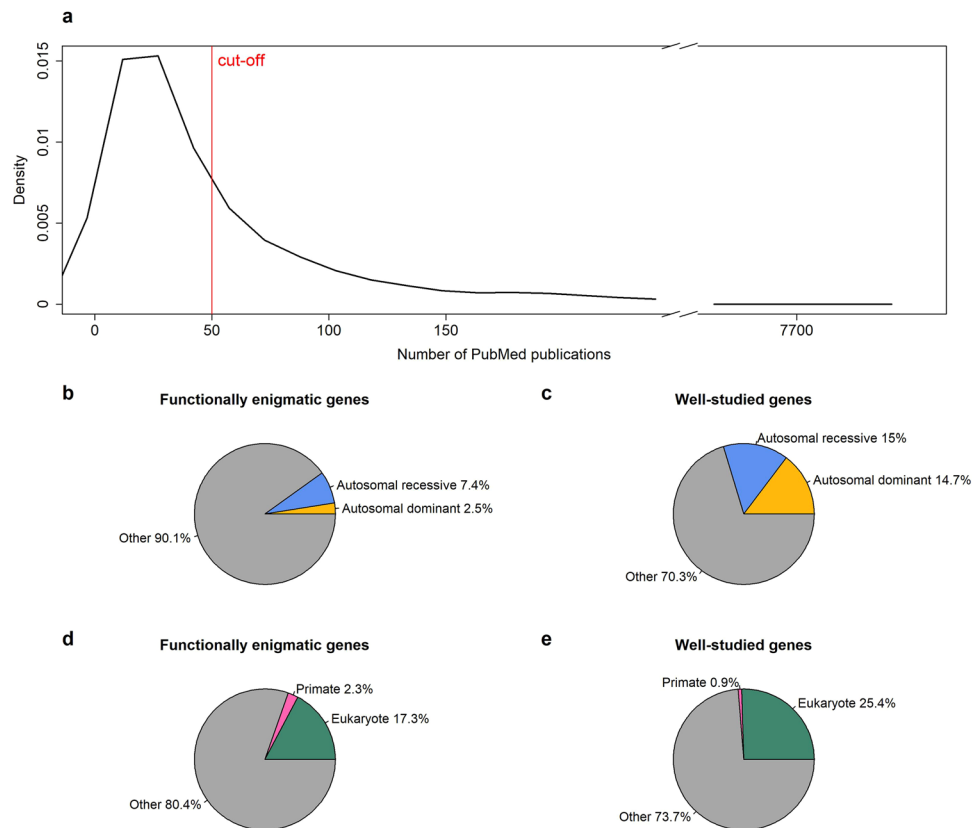 a
cut-off
0.015
0.01
0.005
0
Density
0 50 100 150 7700
Number of PubMed publications
b
Functionally enigmatic genes
Autosomal recessive 7.4%
Autosomal dominant 2.5%
Other 90.1%
c
Well-studied genes
Autosomal recessive 15%
Autosomal dominant 14.7%
Other 70.3%
d
Functionally enigmatic genes
Primate 2.3%
Eukaryote 17.3%
Other 80.4%
e
Well-studied genes
Primate 0.9%
Eukaryote 25.4%
Other 73.7%